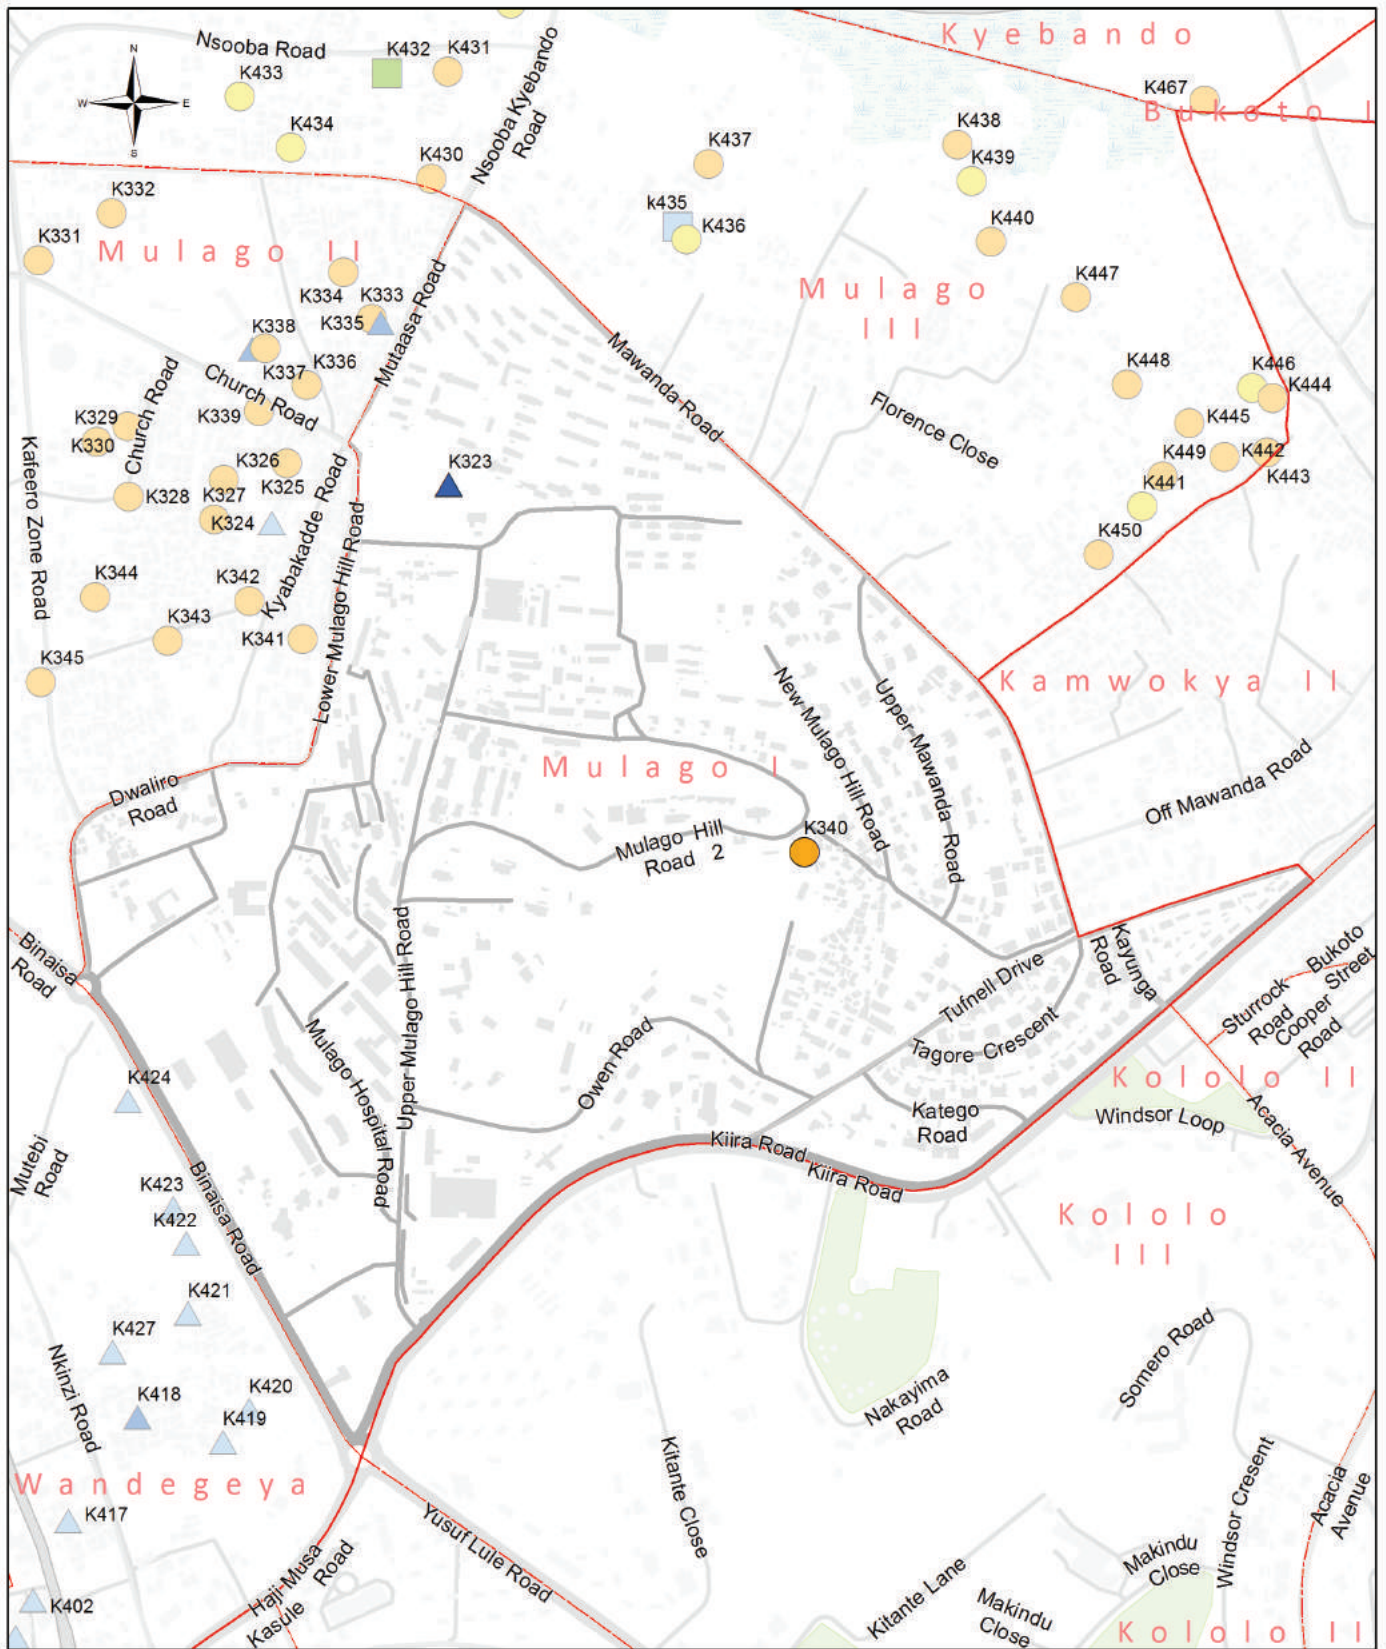 Kyebando
Nsooba Road
K432
K431
K433
Nsooba Kyebando
Road
K467
Bukoto I
N
W
E
S
K434
K438
K437
K439
K430
K332
k435
K436
K440
K331
Mulago II
K447
Mulago
III
K334
K333
K335
Mutaasa Road
K338
Mawanda Road
K337
K336
Church Road
K448
K446
K444
K339
Church Road
K329
K330
Florence Close
K445
K326
K449
K442
K323
K443
Kafeero Zone Road
K328
K327
K325
K441
K324
Kyabakadde Road
Lower Mulago Hill Road
K450
K344
K342
K343
K341
K345
New Mulago Hill Road
Upper Mawanda Road
Kamwokya II
Mulago I
Off Mawanda Road
Dwaliro
Road
Mulago Hill
Road 2
K340
Binaisa
Road
Upper Mulago Hill Road
Kayunga
Road
Bukoto
Street
Tufnell Drive
Sturrock
Road
Cooper
Road
Mulago Hospital Road
Owen Road
Tagore Crescent
K424
Kololo II
Katego
Road
Windsor Loop
Acacia Avenue
Mutebi
Road
Kiira Road
Kiira Road
K423
Binaisa Road
K422
Kololo
III
K421
K427
Somero Road
Nkinzi Road
K418
K420
Nakayima
Road
K419
Kitante Close
Windsor Cresent
Acacia
Avenue
Wandegeya
K417
Yusuf Lule Road
Haji Musa
Kasule
Road
Makindu
Close
Kitante Lane
Makindu
Close
K402
Kololo II